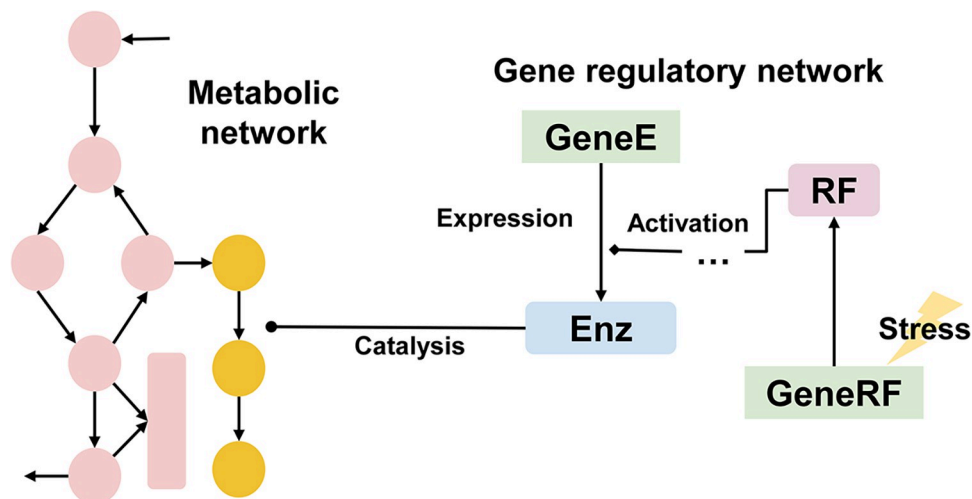 Metabolic
network
Gene regulatory network
GeneE
RF
Expression
Activation
...
Enz
Catalysis
Stress
GeneRF